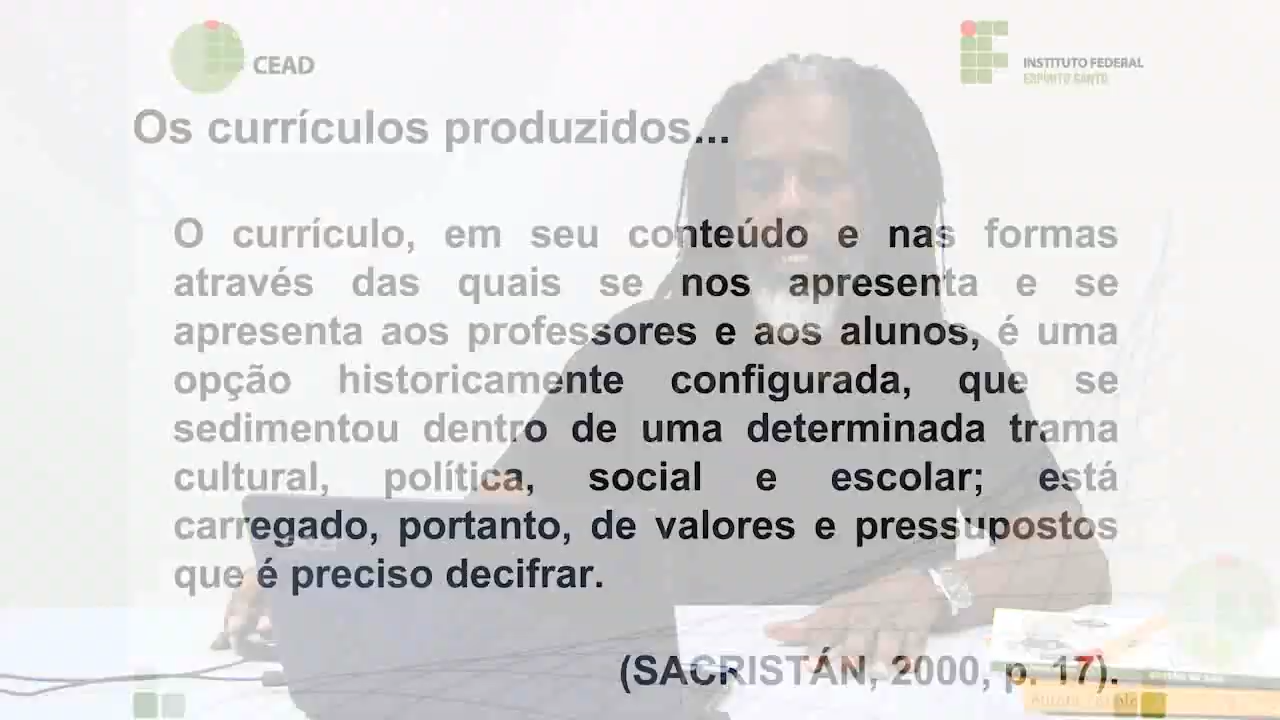 CEAD
INSTITUTO FEDERAL
ESPÍRITO SANTO
Os currículos produzidos...
O currículo, em seu conteúdo e nas formas
através das quais se nos apresenta e se
apresenta aos professores e aos alunos, é uma
opção historicamente configurada, que se
sedimentou dentro de uma determinada trama
cultural, política, social e escolar; está
carregado, portanto, de valores e pressupostos
que é preciso decifrar.
(SACRISTÁN, 2000, p. 17).